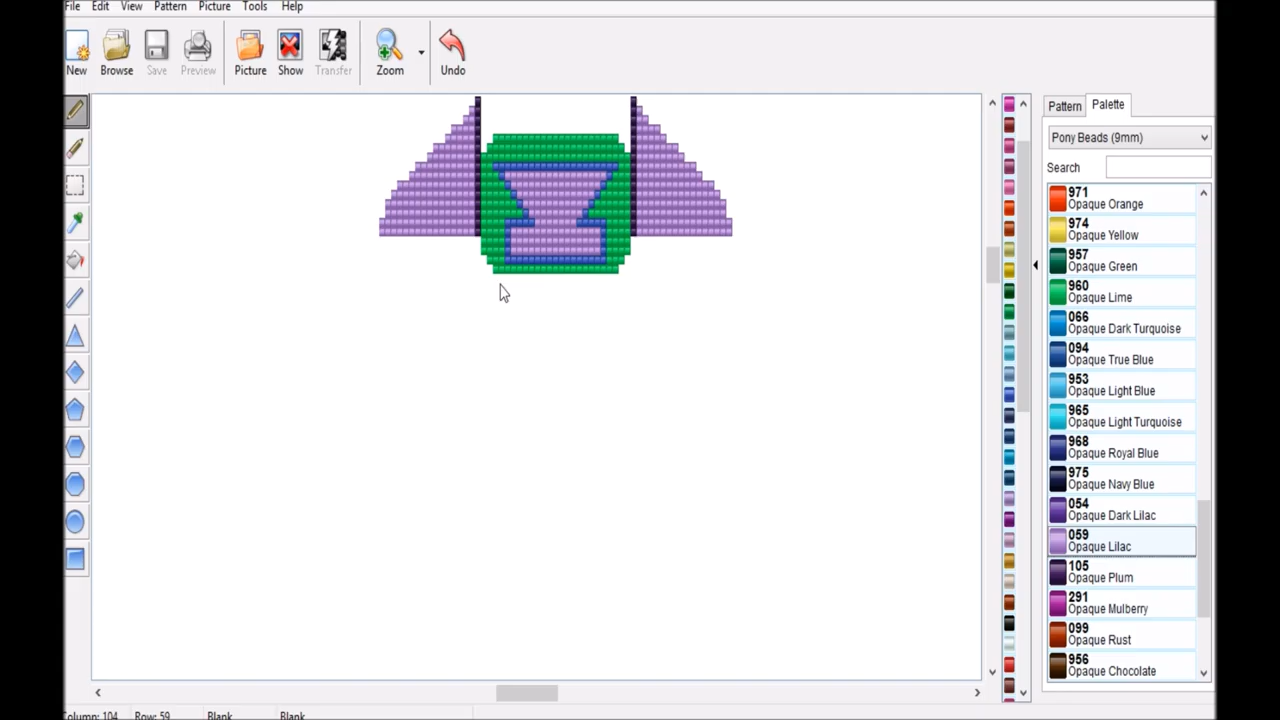 File Edit View Pattern Picture Tools Help
New Browse Save Preview Picture Show Transfer Zoom Undo
Pattern Palette
Pony Beads (9mm)
Search
971
Opaque Orange
974
Opaque Yellow
957
Opaque Green
960
Opaque Lime
066
Opaque Dark Turquoise
094
Opaque True Blue
953
Opaque Light Blue
965
Opaque Light Turquoise
968
Opaque Royal Blue
975
Opaque Navy Blue
054
Opaque Dark Lilac
059
Opaque Lilac
105
Opaque Plum
291
Opaque Mulberry
099
Opaque Rust
956
Opaque Chocolate
Column: 104 Row: 59 Blank Blank